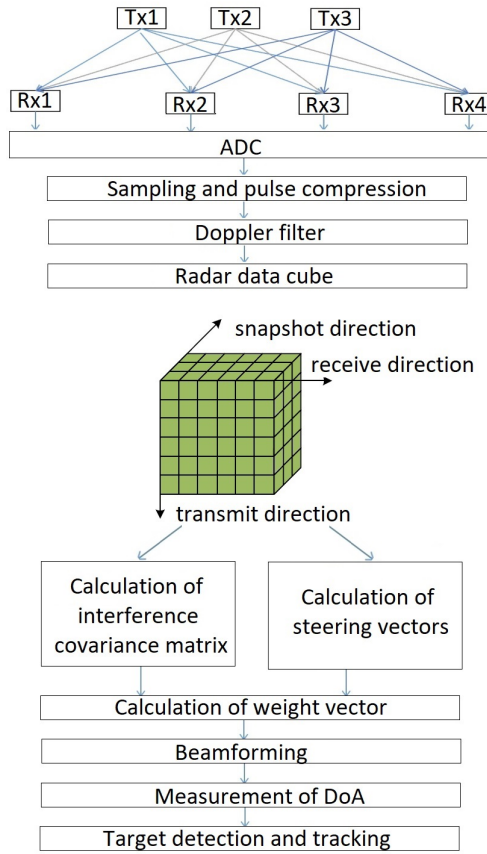 Tx1 Tx2 Tx3
Rx1 Rx2 Rx3 Rx4
ADC
Sampling and pulse compression
Doppler filter
Radar data cube
snapshot direction
receive direction
transmit direction
Calculation of
interference
covariance matrix
Calculation of
steering vectors
Calculation of weight vector
Beamforming
Measurement of DoA
Target detection and tracking